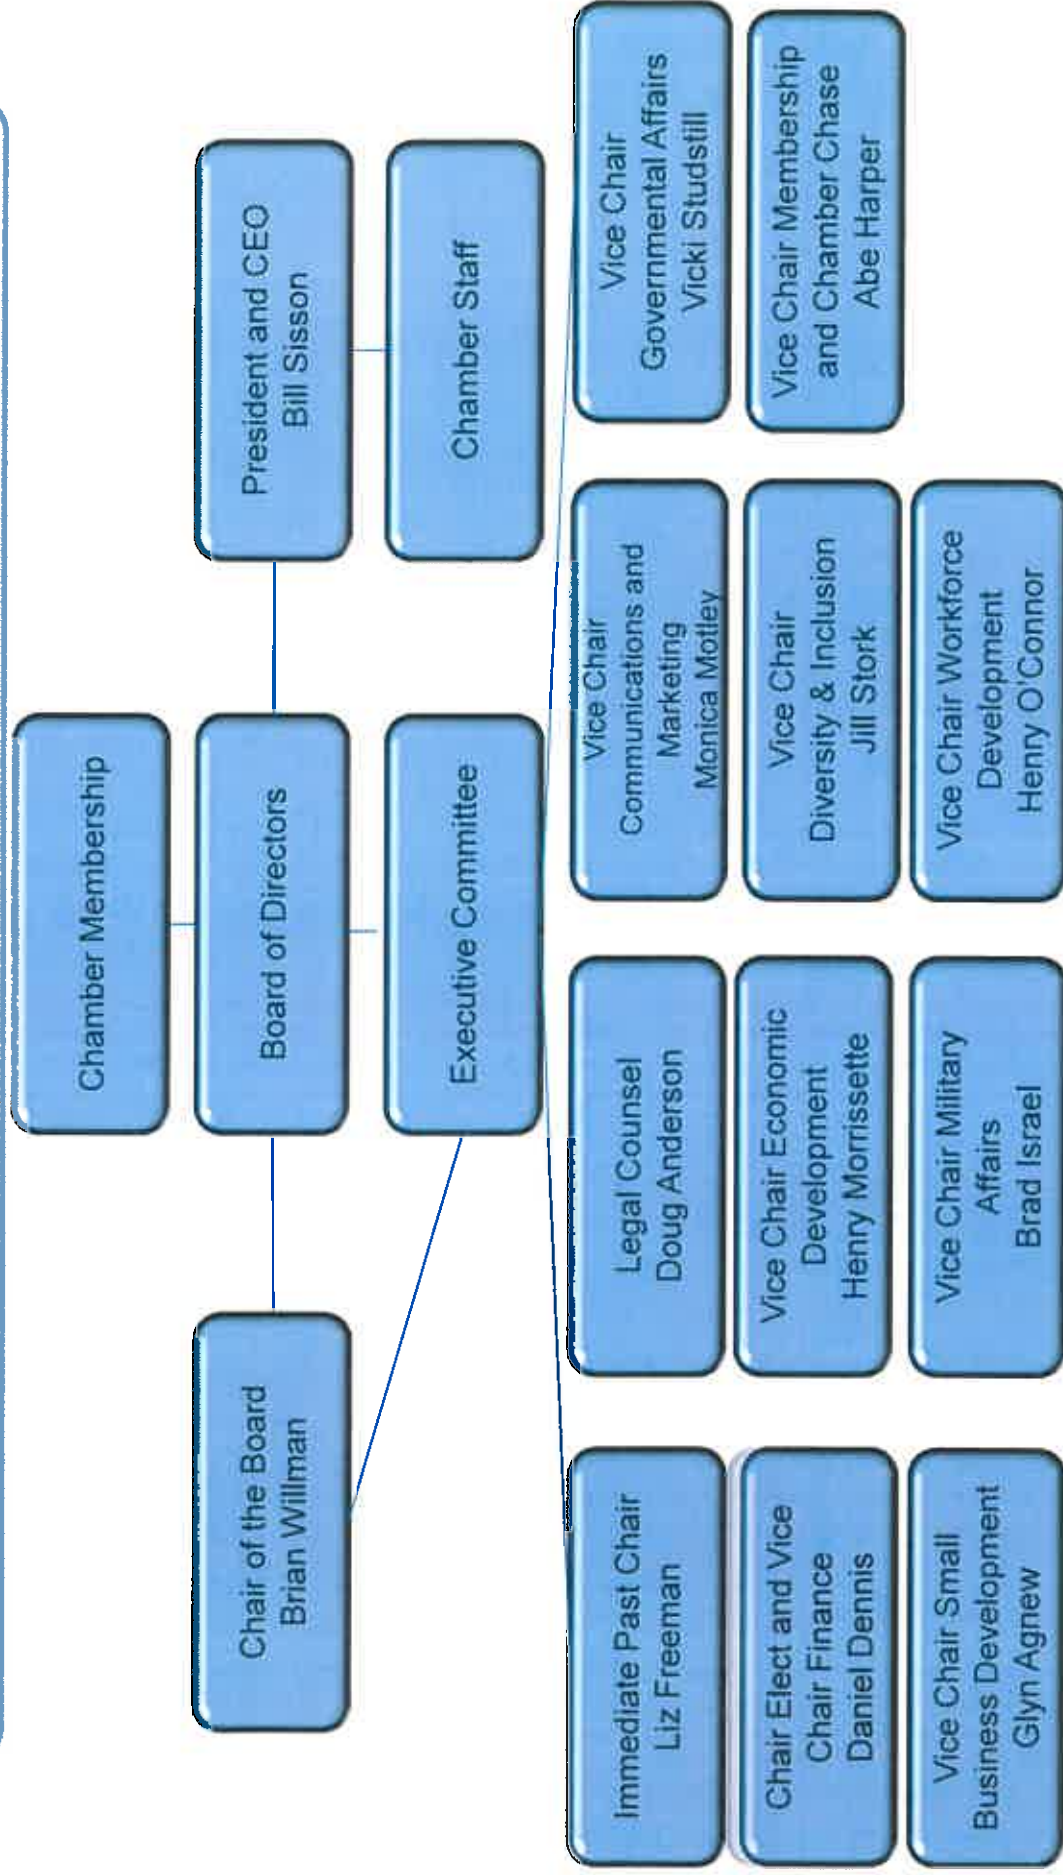 Chamber Membership
Chair of the Board
Brian Willman
Board of Directors
President and CEO
Bill Sisson
Executive Committee
Chamber Staff
Immediate Past Chair
Liz Freeman
Legal Counsel
Doug Anderson
Vice Chair
Communications and
Marketing
Monica Motley
Vice Chair
Governmental Affairs
Vicki Studstill
Chair Elect and Vice
Chair Finance
Daniel Dennis
Vice Chair Economic
Development
Henry Morrissette
Vice Chair
Diversity & Inclusion
Jill Stork
Vice Chair Membership
and Chamber Chase
Abe Harper
Vice Chair Small
Business Development
Glyn Agnew
Vice Chair Military
Affairs
Brad Israel
Vice Chair Workforce
Development
Henry O'Connor